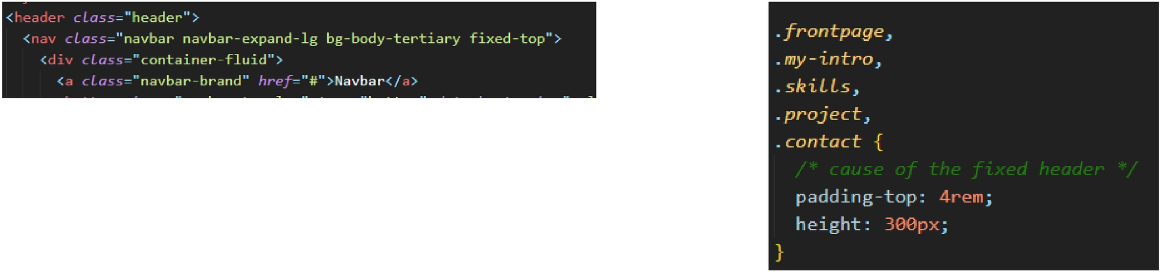 <header class="header">
<nav class="navbar navbar-expand-lg bg-body-tertiary fixed-top">
<div class="container-fluid">
<a class="navbar-brand" href="#">Navbar</a>
.frontpage,
.my-intro,
.skills,
.project,
.contact {
/* cause of the fixed header */
padding-top: 4rem;
height: 300px;
}